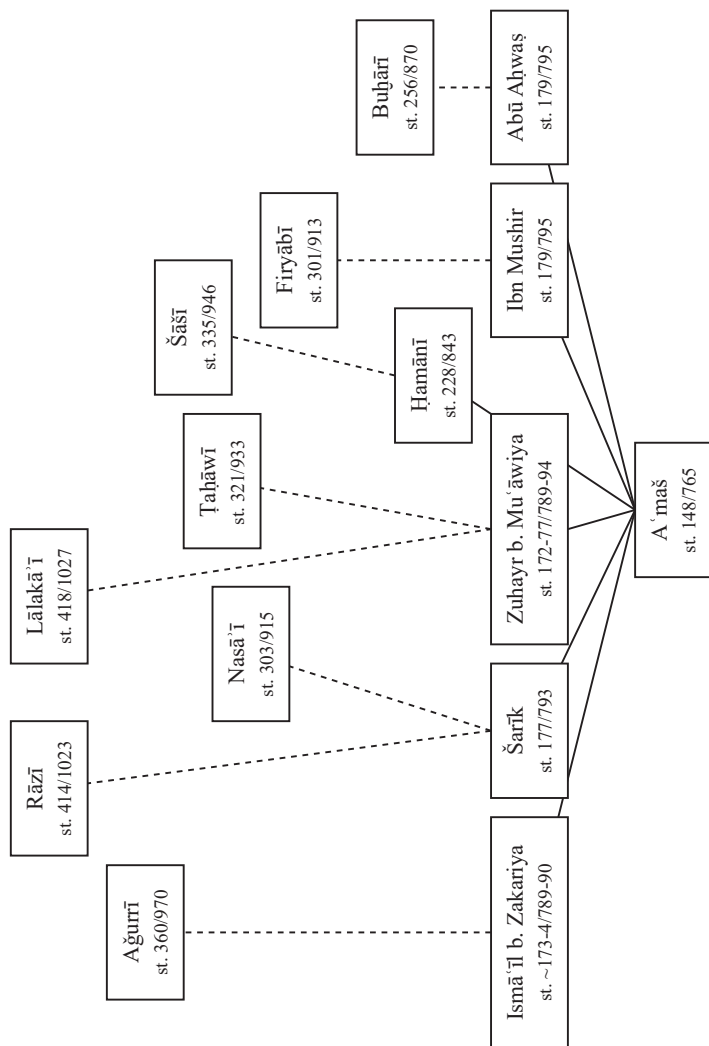 Rāzī
st. 414/1023
Lālakāʾī
st. 418/1027
Ağurrī
st. 360/970
Šāšī
st. 335/946
Ṭaḥāwī
st. 321/933
Nasāʾī
st. 303/915
Firyābī
st. 301/913
Buḫārī
st. 256/870
Ḥamānī
st. 228/843
Ismāʿīl b. Zakariya
st. ~173-4/789-90
Šarīk
st. 177/793
Zuhayr b. Muʿāwiya
st. 172-77/789-94
Ibn Mushir
st. 179/795
Abū Aḥwaṣ
st. 179/795
Aʿmaš
st. 148/765